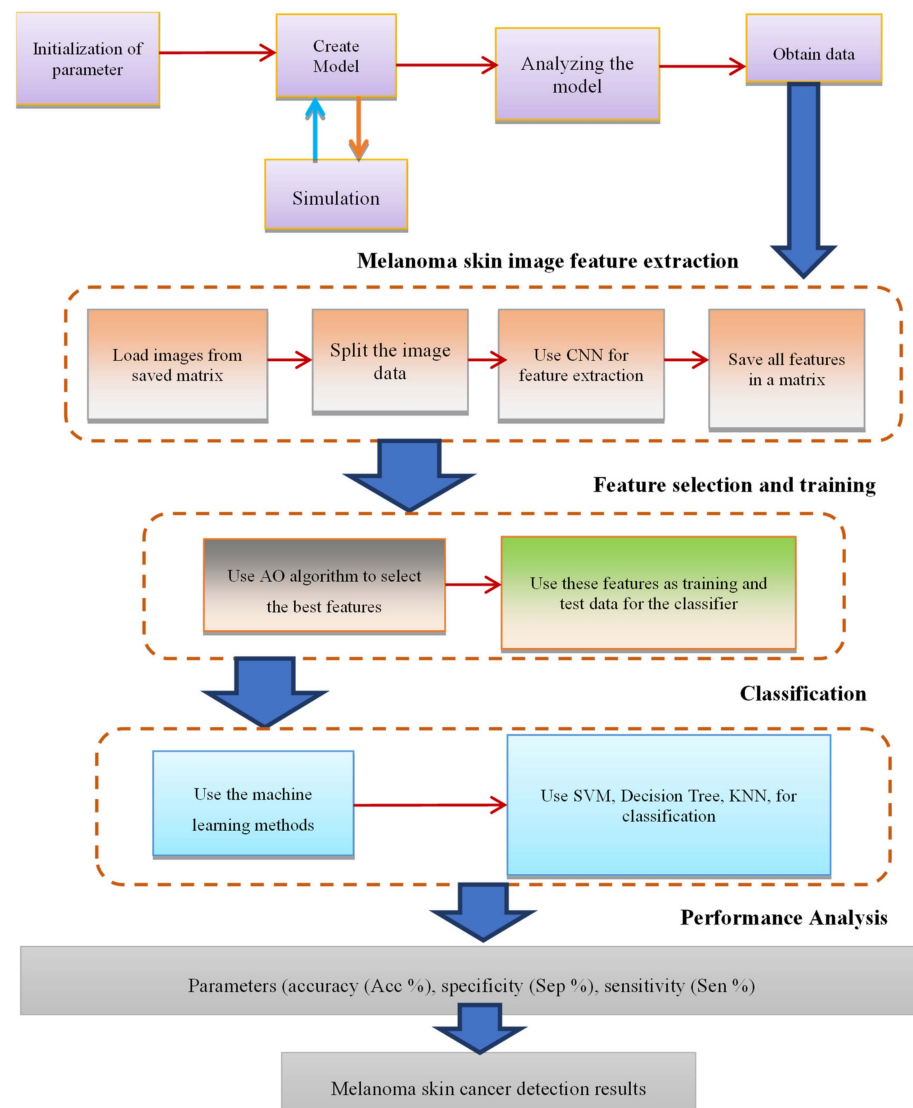 Initialization of
parameter
Create
Model
Analyzing the
model
Obtain data
Simulation
Melanoma skin image feature extraction
Load images from
saved matrix
Split the image
data
Use CNN for
feature extraction
Save all features
in a matrix
Feature selection and training
Use AO algorithm to select
the best features
Use these features as training and
test data for the classifier
Classification
Use the machine
learning methods
Use SVM, Decision Tree, KNN, for
classification
Performance Analysis
Parameters (accuracy (Acc %), specificity (Sep %), sensitivity (Sen %)
Melanoma skin cancer detection results